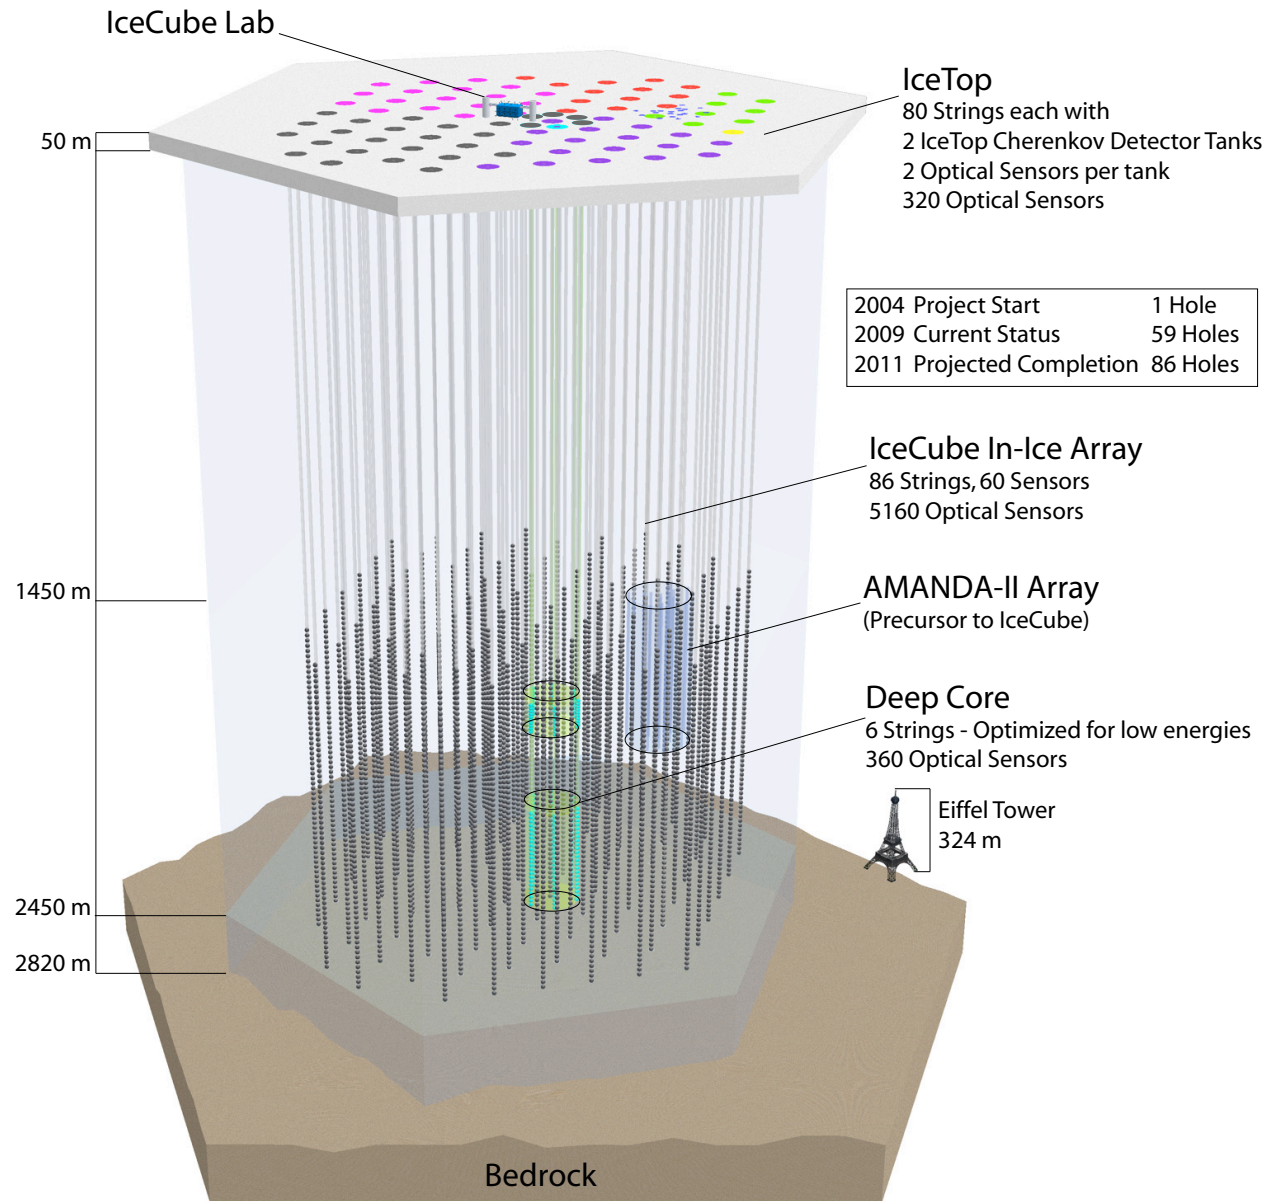 IceCube Lab
IceTop
80 Strings each with
2 IceTop Cherenkov Detector Tanks
2 Optical Sensors per tank
320 Optical Sensors
50 m
2004 Project Start 1 Hole
2009 Current Status 59 Holes
2011 Projected Completion 86 Holes
IceCube In-Ice Array
86 Strings, 60 Sensors
5160 Optical Sensors
1450 m
AMANDA-II Array
(Precursor to IceCube)
Deep Core
6 Strings - Optimized for low energies
360 Optical Sensors
Eiffel Tower
324 m
2450 m
2820 m
Bedrock